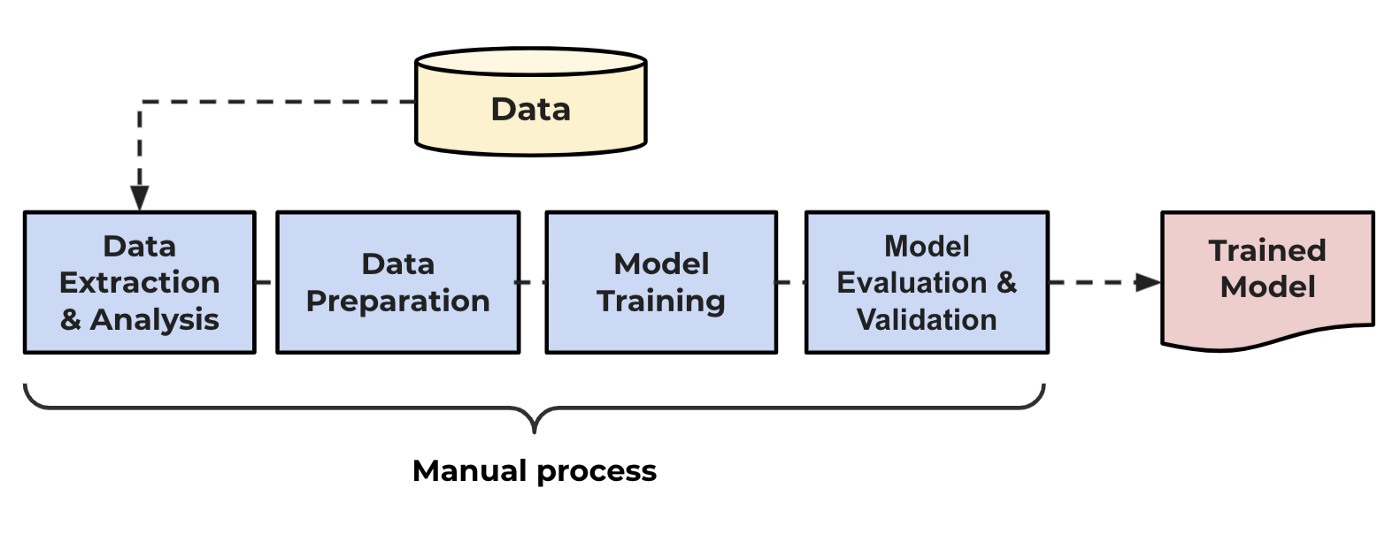 Data
Data
Extraction
& Analysis
Data
Preparation
Model
Training
Model
Evaluation &
Validation
Trained
Model
Manual process